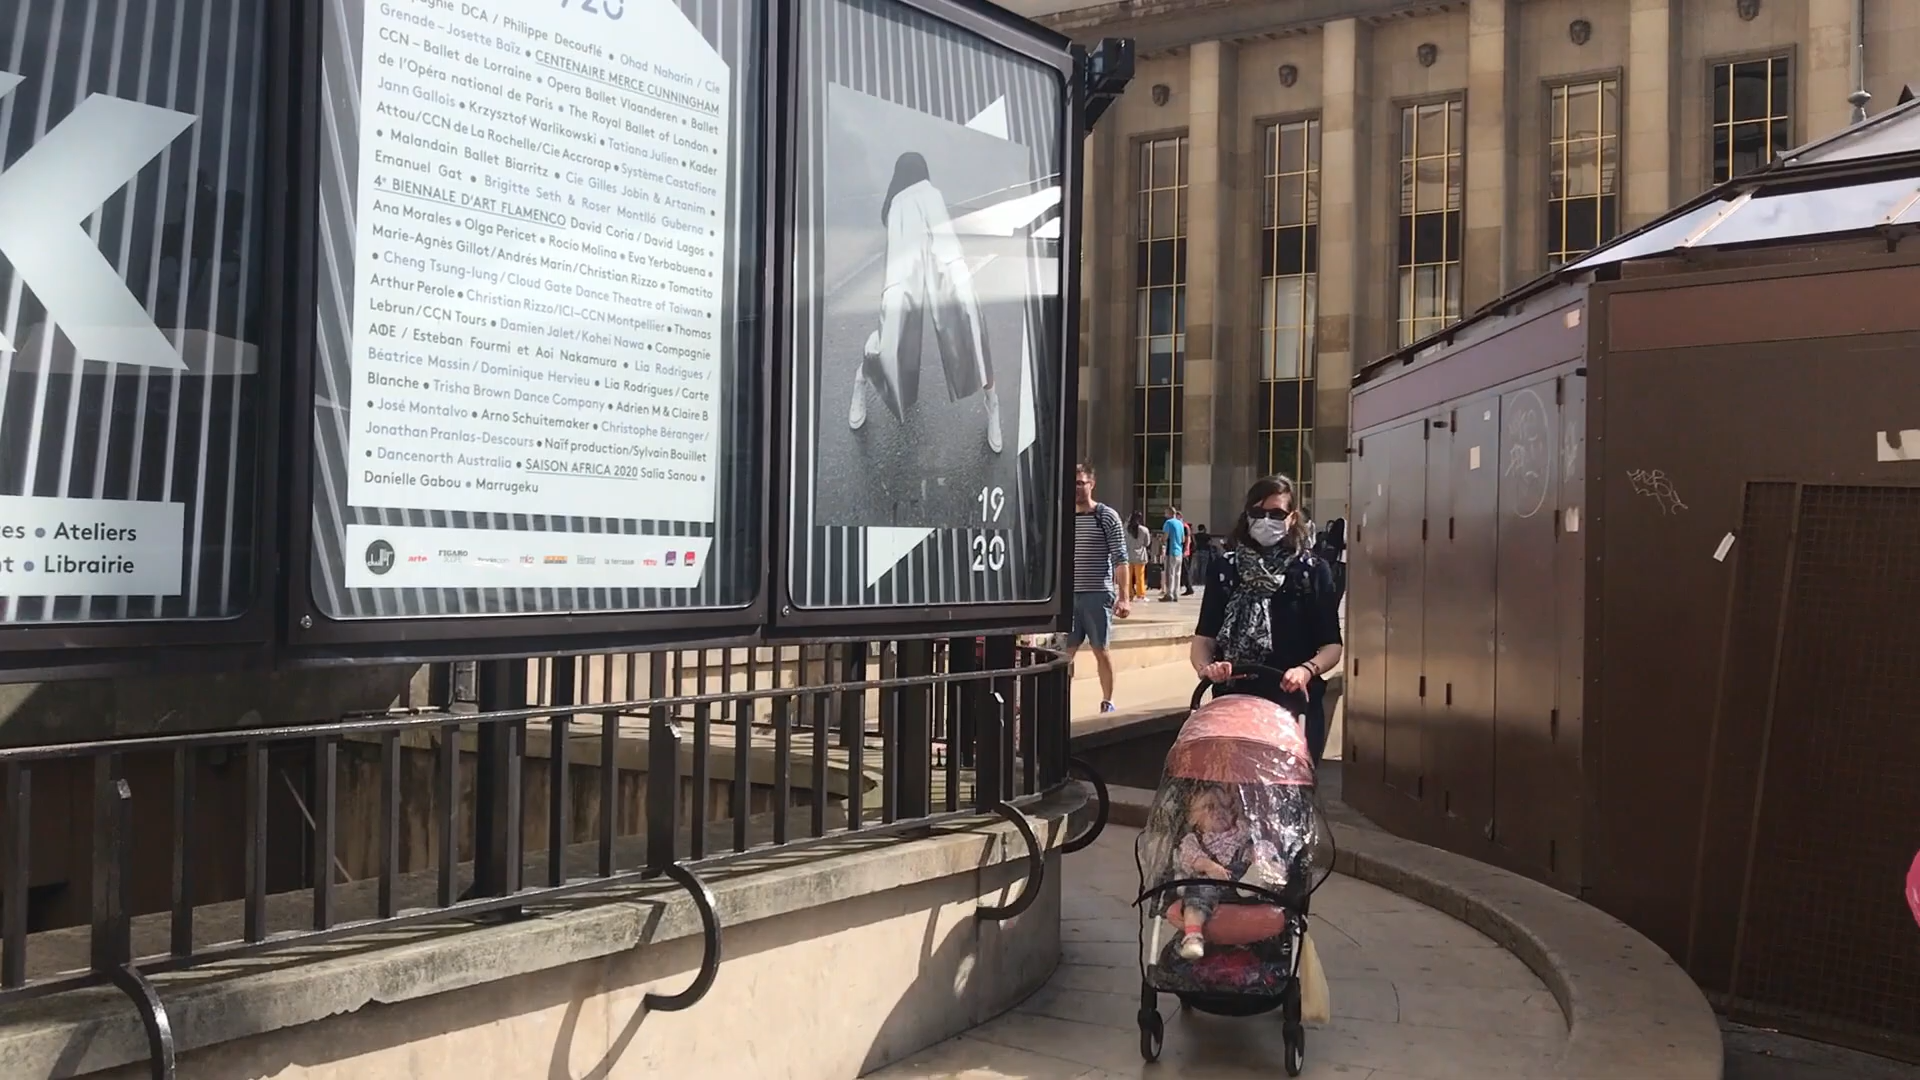 es • Ateliers
t • Librairie
/20
agnie DCA / Philippe Decouflé • Ohad Naharin / Cie
Grenade-Josette Baïz • CENTENAIRE MERCE CUNNINGHAM
CCN - Ballet de Lorraine • Opera Ballet Vlaanderen • Ballet
de l'Opéra national de Paris • The Royal Ballet of London •
Jann Gallois • Krzysztof Warlikowski • Tatiana Julien • Kader
Attou/CCN de La Rochelle/Cie Accrorap • Système Castafiore
• Malandain Ballet Biarritz • Cie Gilles Jobin & Artanim •
Emanuel Gat • Brigitte Seth & Roser Montlló Guberna •
4e BIENNALE D'ART FLAMENCO David Coria / David Lagos •
Ana Morales • Olga Pericet • Rocío Molina • Eva Yerbabuena •
Marie-Agnès Gillot/Andrés Marín/Christian Rizzo • Tomatito
• Cheng Tsung-lung / Cloud Gate Dance Theatre of Taiwan •
Arthur Perole • Christian Rizzo/ICI-CCN Montpellier • Thomas
Lebrun/CCN Tours • Damien Jalet/Kohei Nawa • Compagnie
AΦE / Esteban Fourmi et Aoi Nakamura • Lia Rodrigues /
Béatrice Massin / Dominique Hervieu • Lia Rodrigues / Carte
Blanche • Trisha Brown Dance Company • Adrien M & Claire B
• José Montalvo • Arno Schuitemaker • Christophe Béranger/
Jonathan Pranlas-Descours • Naïf production/Sylvain Bouillet
• Dancenorth Australia • SAISON AFRICA 2020 Salia Sanou •
Danielle Gabou • Marrugeku
arte FIGARO mk2 la terrasse TÊTU
19
20